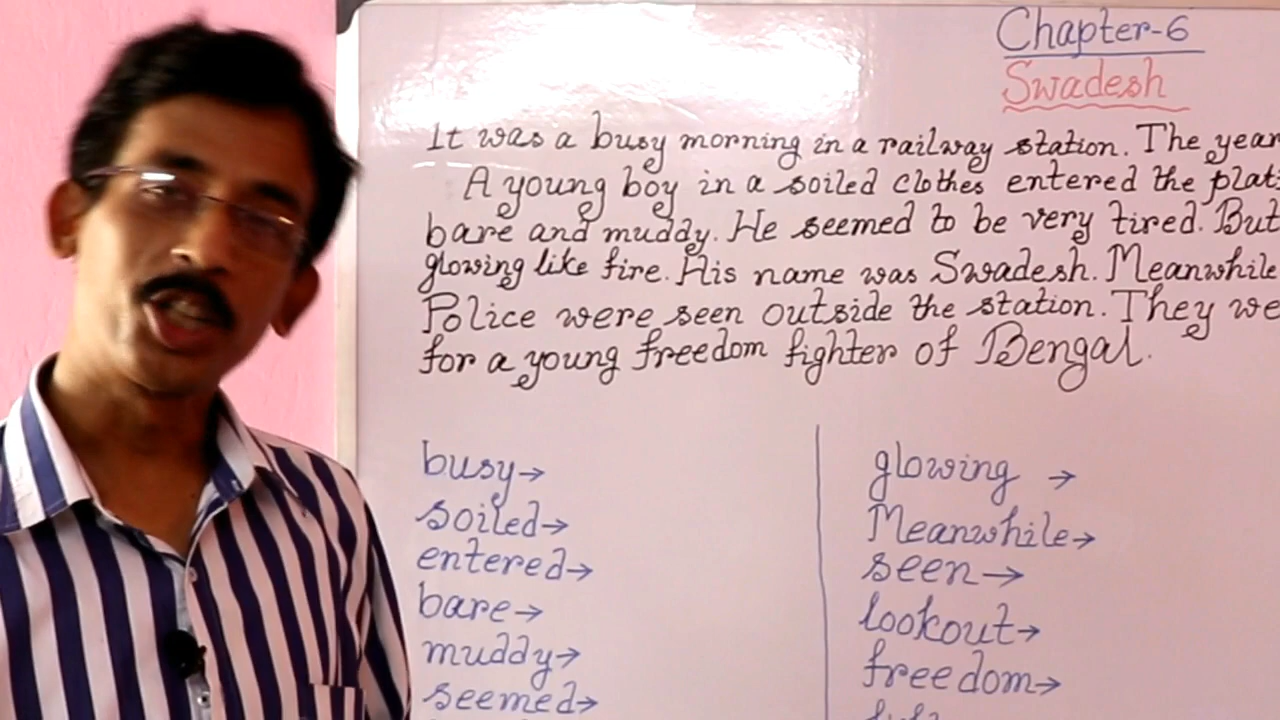 Chapter-6
Swadesh
It was a busy morning in a railway station. The year
A young boy in a soiled clothes entered the
bare and muddy. He seemed to be very tired. But
glowing like fire. His name was Swadesh. Meanwhile
Police were seen outside the station. They
for a young freedom fighter of Bengal.
busy→
soiled→
entered→
bare→
muddy→
seemed→
glowing →
Meanwhile→
seen→
lookout→
freedom→